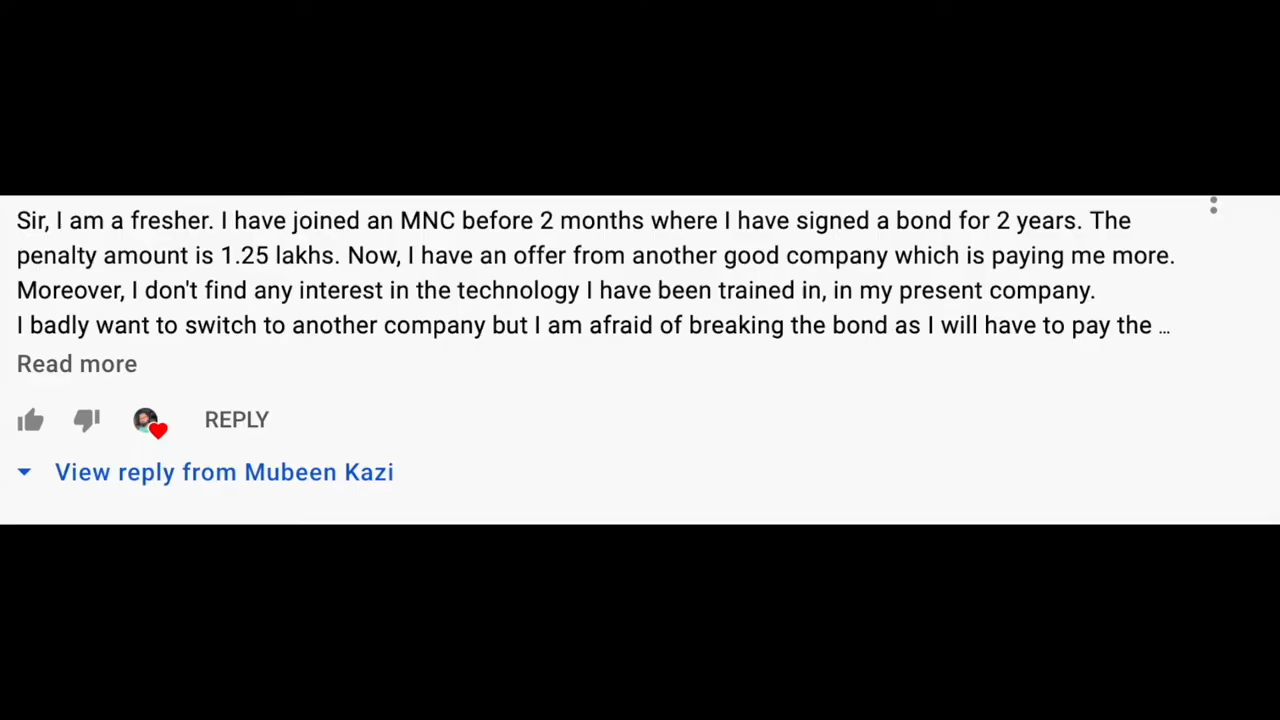 Sir, I am a fresher. I have joined an MNC before 2 months where I have signed a bond for 2 years. The
penalty amount is 1.25 lakhs. Now, I have an offer from another good company which is paying me more.
Moreover, I don't find any interest in the technology I have been trained in, in my present company.
I badly want to switch to another company but I am afraid of breaking the bond as I will have to pay the ...
Read more
REPLY
View reply from Mubeen Kazi